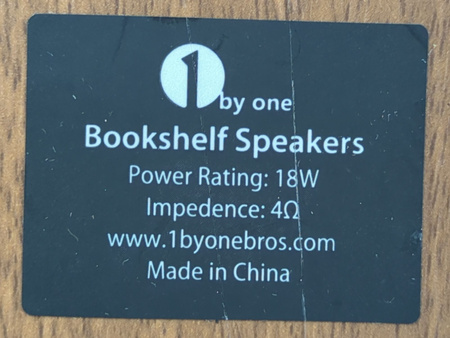 1 by one
Bookshelf Speakers
Power Rating: 18W
Impedence: 4Ω
www.1byonebros.com
Made in China